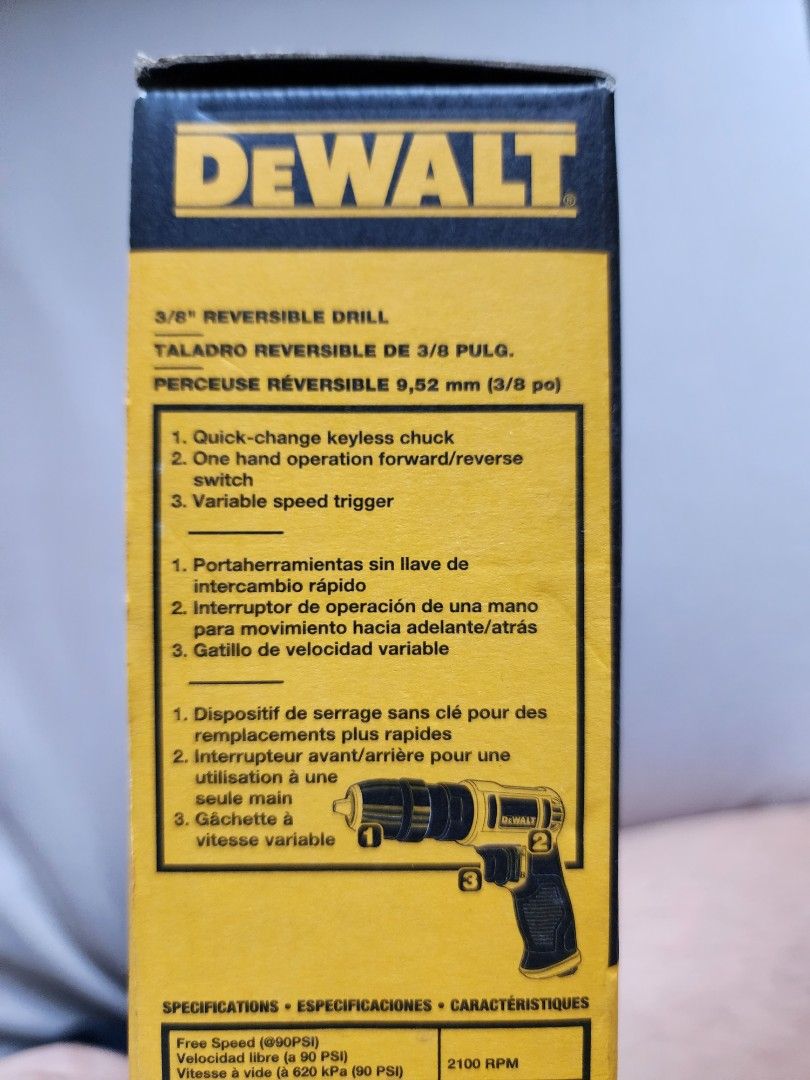 DEWALT®
3/8" REVERSIBLE DRILL
TALADRO REVERSIBLE DE 3/8 PULG.
PERCEUSE RÉVERSIBLE 9,52 mm (3/8 po)
1. Quick-change keyless chuck
2. One hand operation forward/reverse
switch
3. Variable speed trigger
1. Portaherramientas sin llave de
intercambio rápido
2. Interruptor de operación de una mano
para movimiento hacia adelante/atrás
3. Gatillo de velocidad variable
1. Dispositif de serrage sans clé pour des
remplacements plus rapides
2. Interrupteur avant/arrière pour une
utilisation à une
seule main
3. Gâchette à
vitesse variable
DEWALT
1
2
3
SPECIFICATIONS • ESPECIFICACIONES • CARACTÉRISTIQUES
Free Speed (@90PSI)
Velocidad libre (a 90 PSI)
Vitesse à vide (à 620 kPa (90 PSI)
2100 RPM